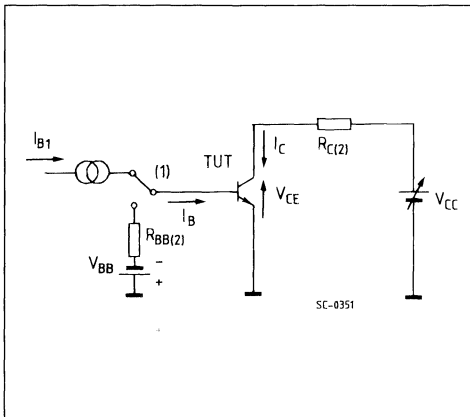 I_B1
(1)
TUT
I_C
R_C(2)
V_CE
V_CC
I_B
R_BB(2)
V_BB
-
+
SC-0351